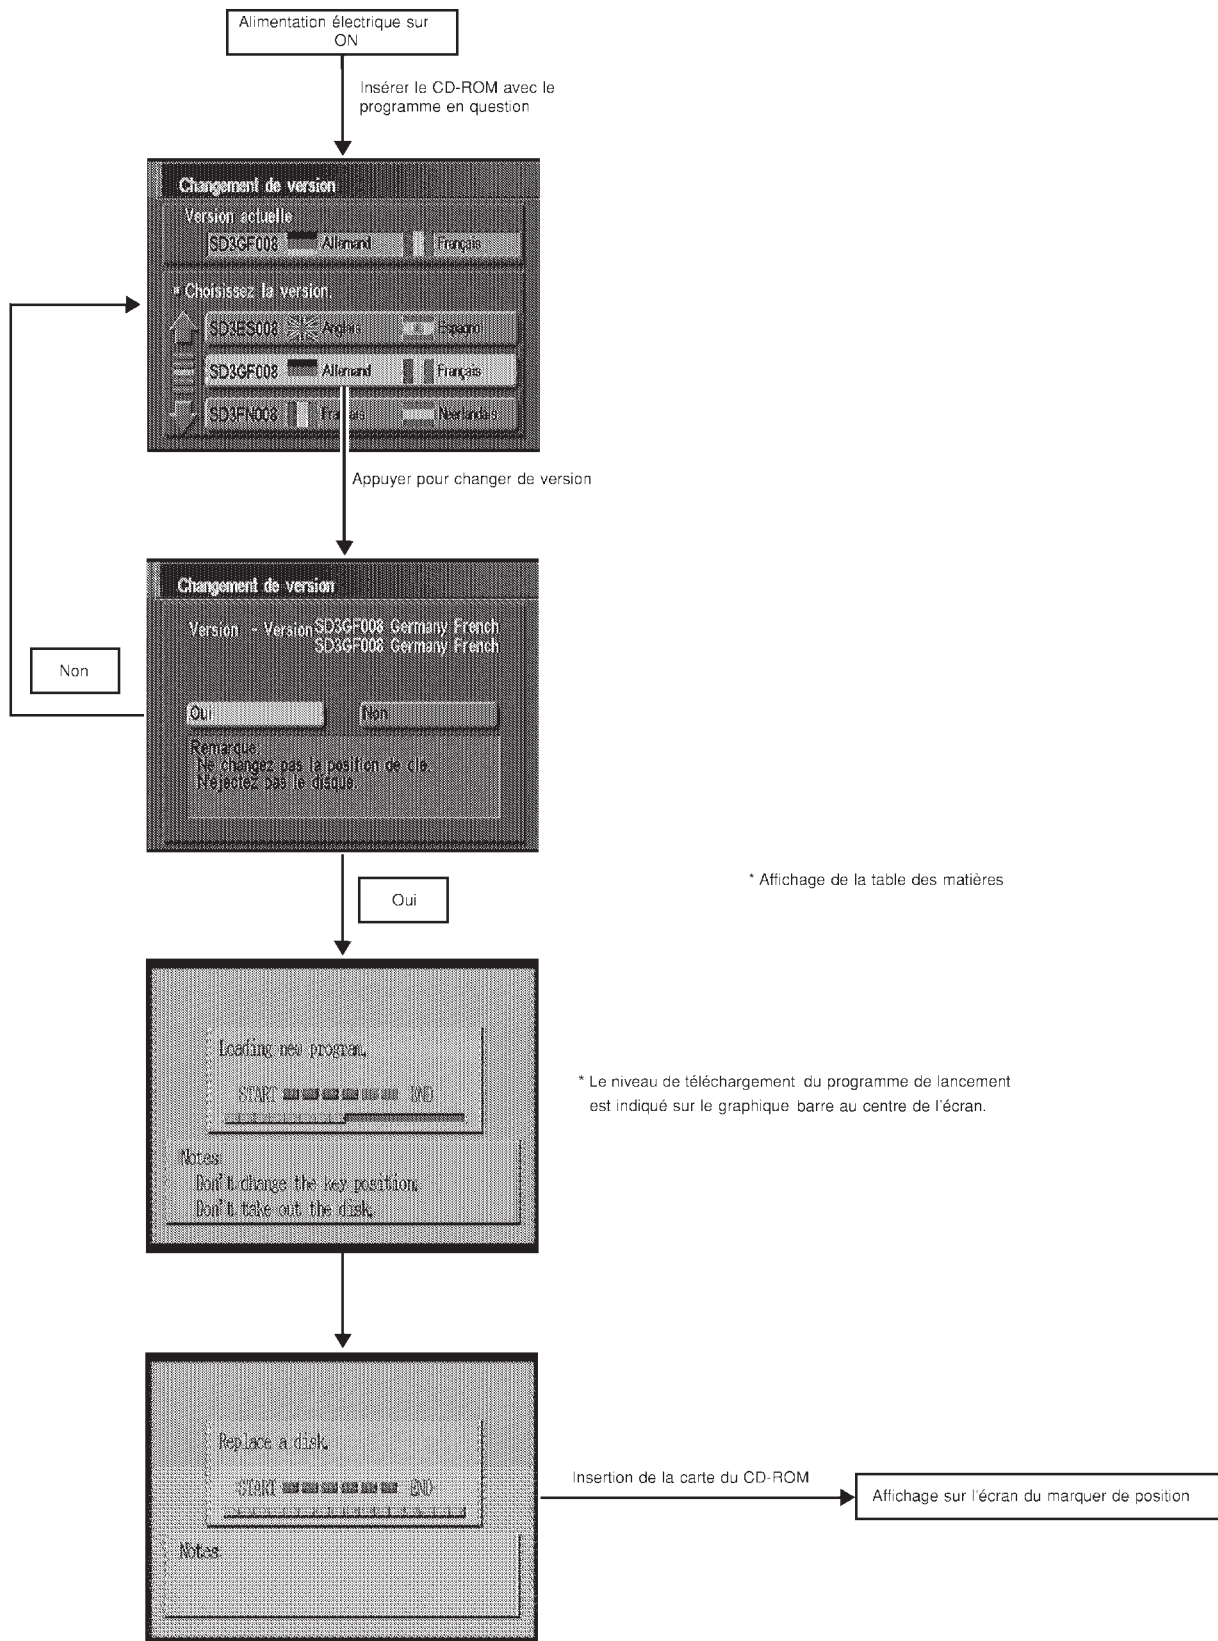 Alimentation électrique sur
ON
Insérer le CD-ROM avec le
programme en question
Changement de version
Version actuelle
SD3GF008 Allemand Français
Choisissez la version.
SD3ES008 Anglais Espagnol
SD3GF008 Allemand Français
SD3FN008 Français Néerlandais
Appuyer pour changer de version
Changement de version
Version - Version SD3GF008 Germany French
SD3GF008 Germany French
Non
Oui Non
Remarque
Ne changez pas la position de cle.
N'éjectez pas le disque.
* Affichage de la table des matières
Oui
Loading new program.
START END
* Le niveau de téléchargement du programme de lancement
est indiqué sur le graphique barre au centre de l'écran.
Notes
Don't change the key position.
Don't take out the disk.
Replace a disk.
START END
Insertion de la carte du CD-ROM
Affichage sur l'écran du marquer de position
Notes